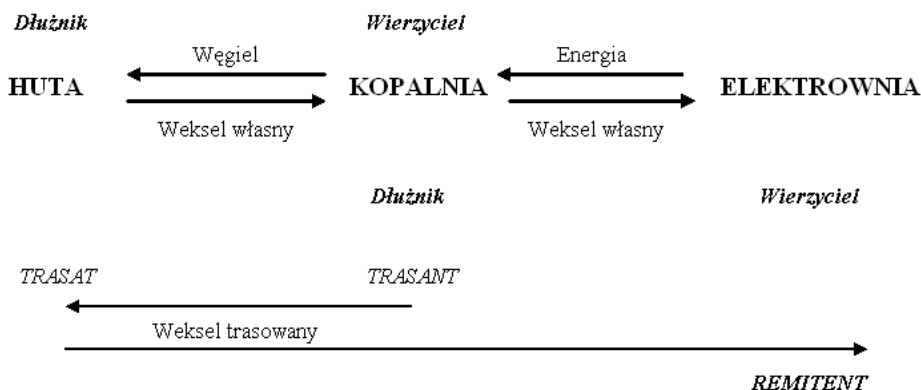 Dłużnik Wierzyciel
Węgiel Energia
HUTA KOPALNIA ELEKTROWNIA
Weksel własny Weksel własny
Dłużnik Wierzyciel
TRASAT TRASANT
Weksel trasowany
REMITENT